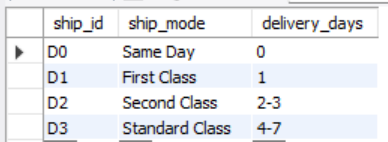 ship_id ship_mode delivery_days
D0 Same Day 0
D1 First Class 1
D2 Second Class 2-3
D3 Standard Class 4-7